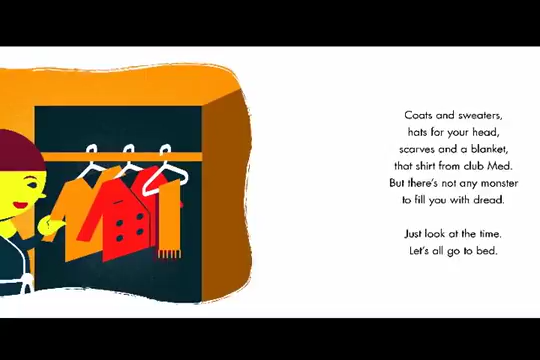 Coats and sweaters,
hats for your head,
scarves and a blanket,
that shirt from club Med.
But there's not any monster
to fill you with dread.
Just look at the time.
Let's all go to bed.